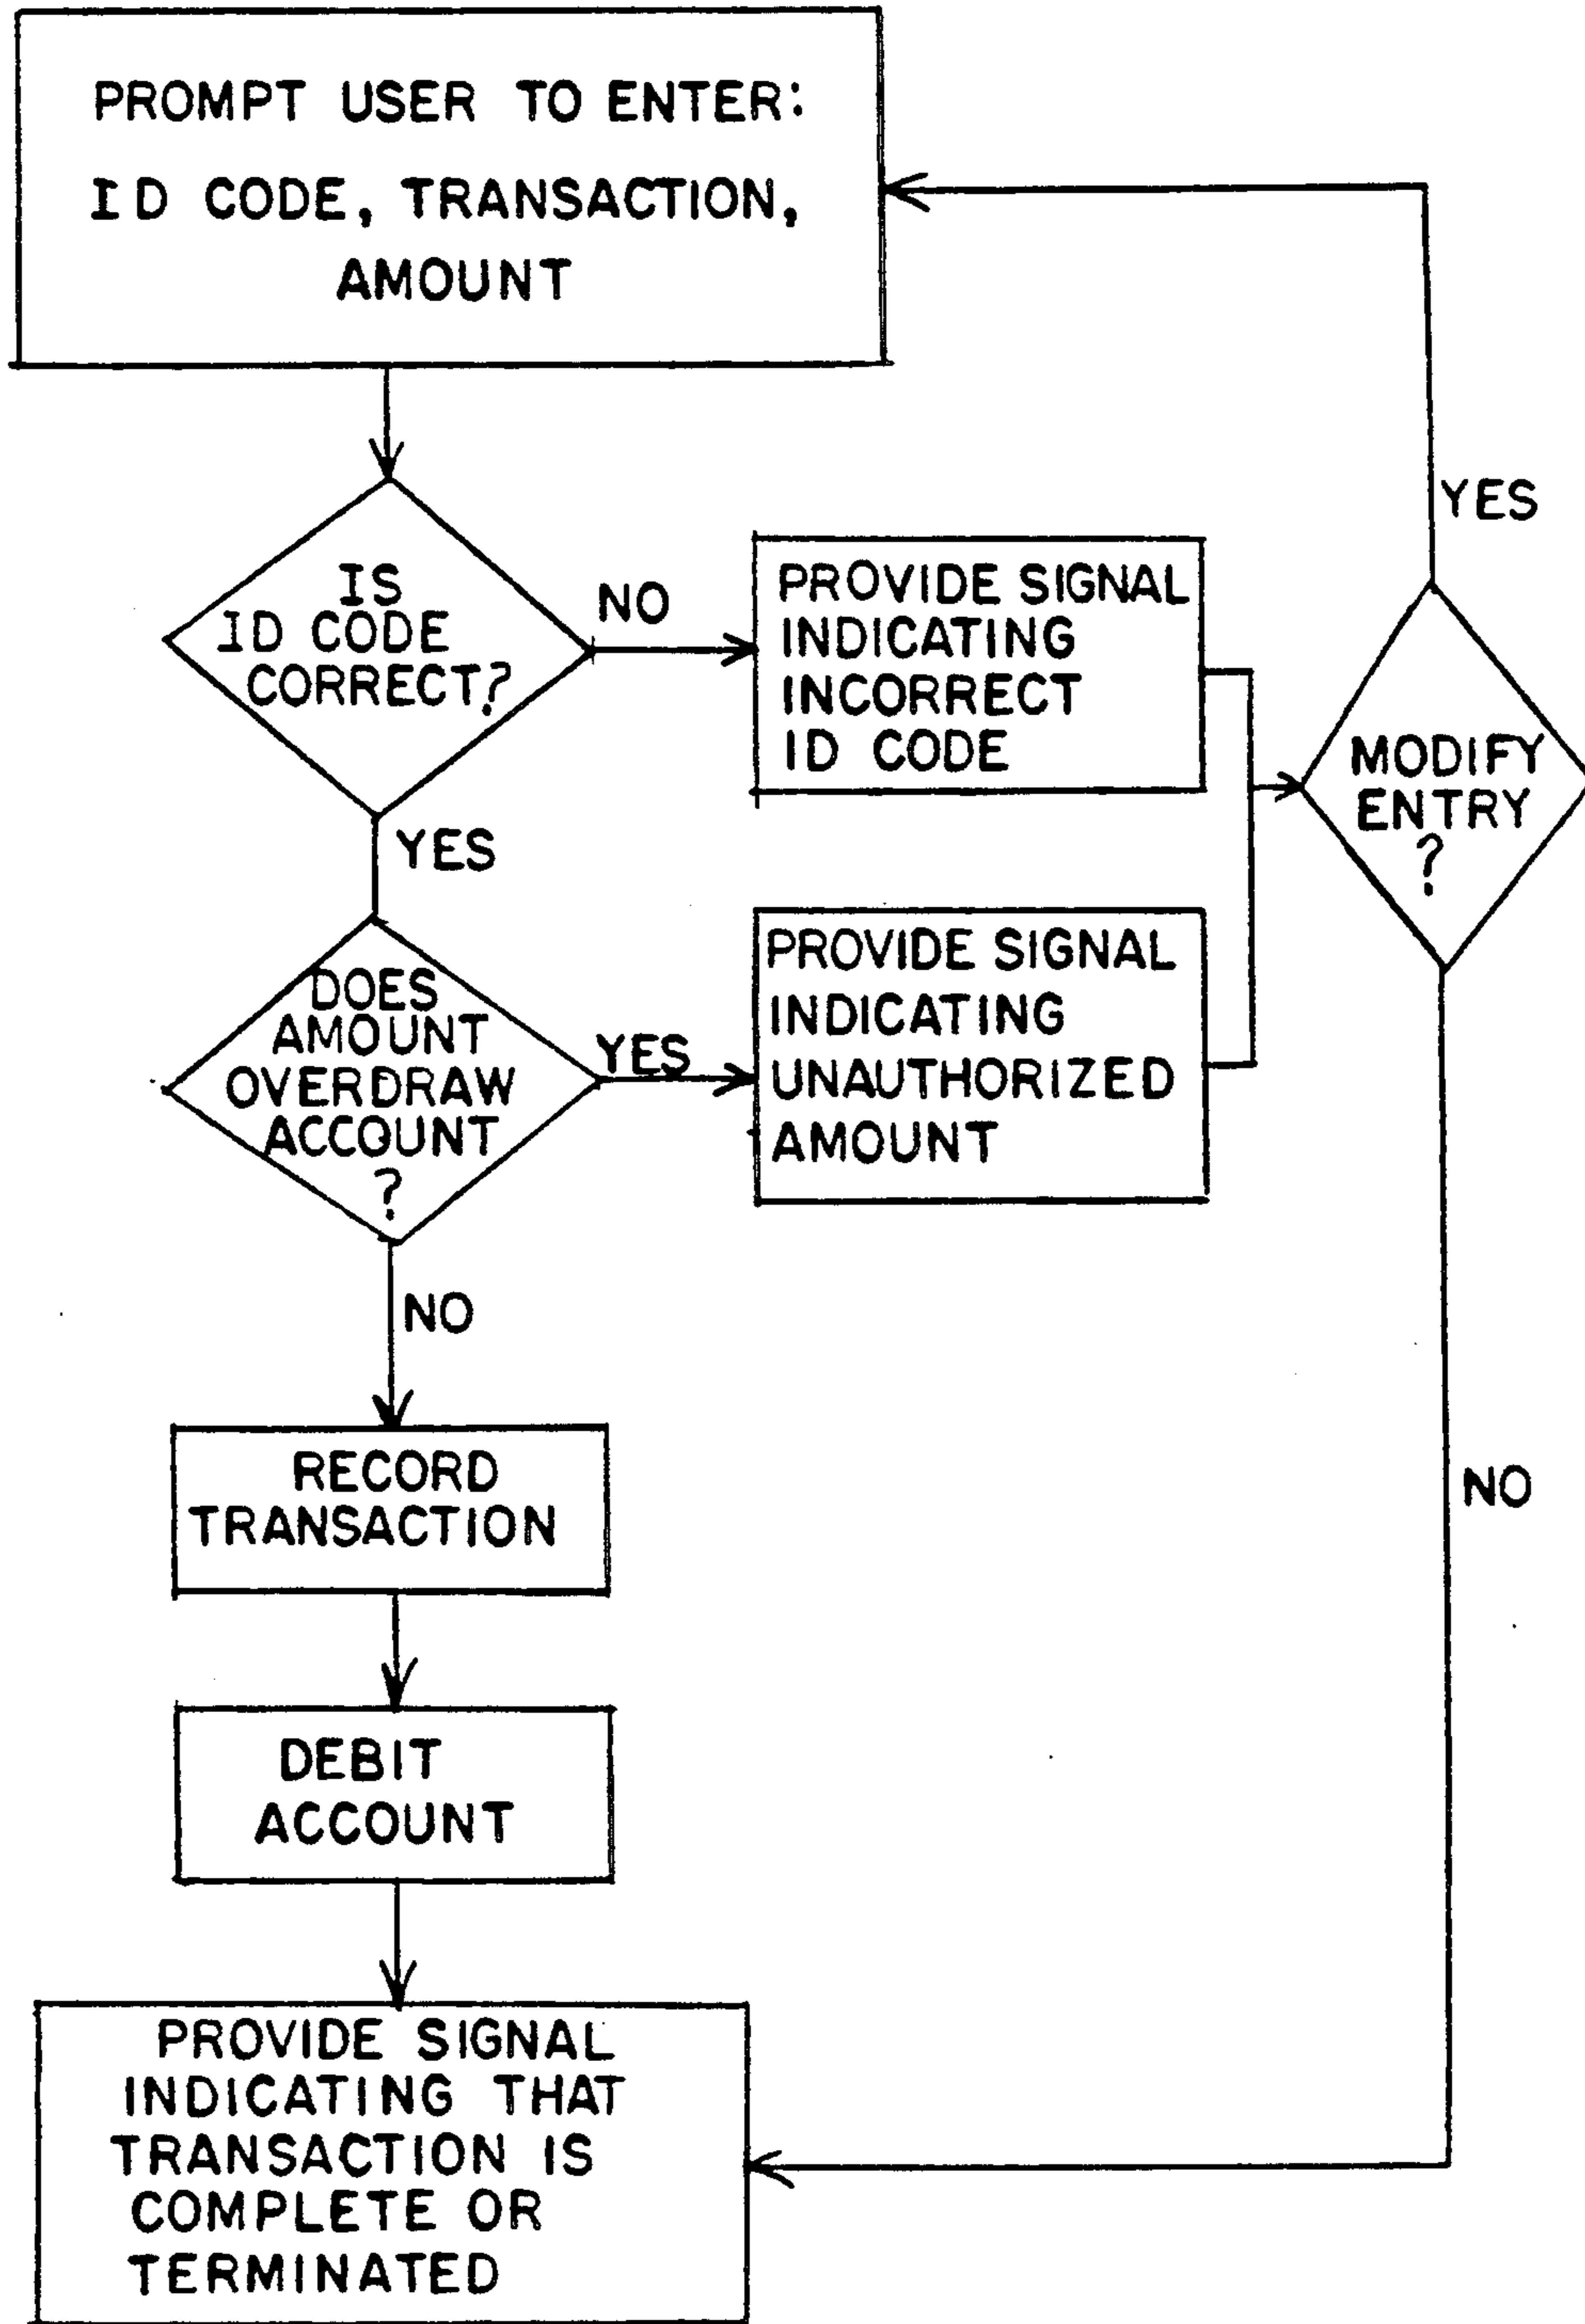 PROMPT USER TO ENTER:
ID CODE, TRANSACTION,
AMOUNT
IS
ID CODE
CORRECT?
NO
PROVIDE SIGNAL
INDICATING
INCORRECT
ID CODE
YES
MODIFY
ENTRY
?
YES
DOES
AMOUNT
OVERDRAW
ACCOUNT
?
YES
PROVIDE SIGNAL
INDICATING
UNAUTHORIZED
AMOUNT
NO
RECORD
TRANSACTION
NO
DEBIT
ACCOUNT
PROVIDE SIGNAL
INDICATING THAT
TRANSACTION IS
COMPLETE OR
TERMINATED